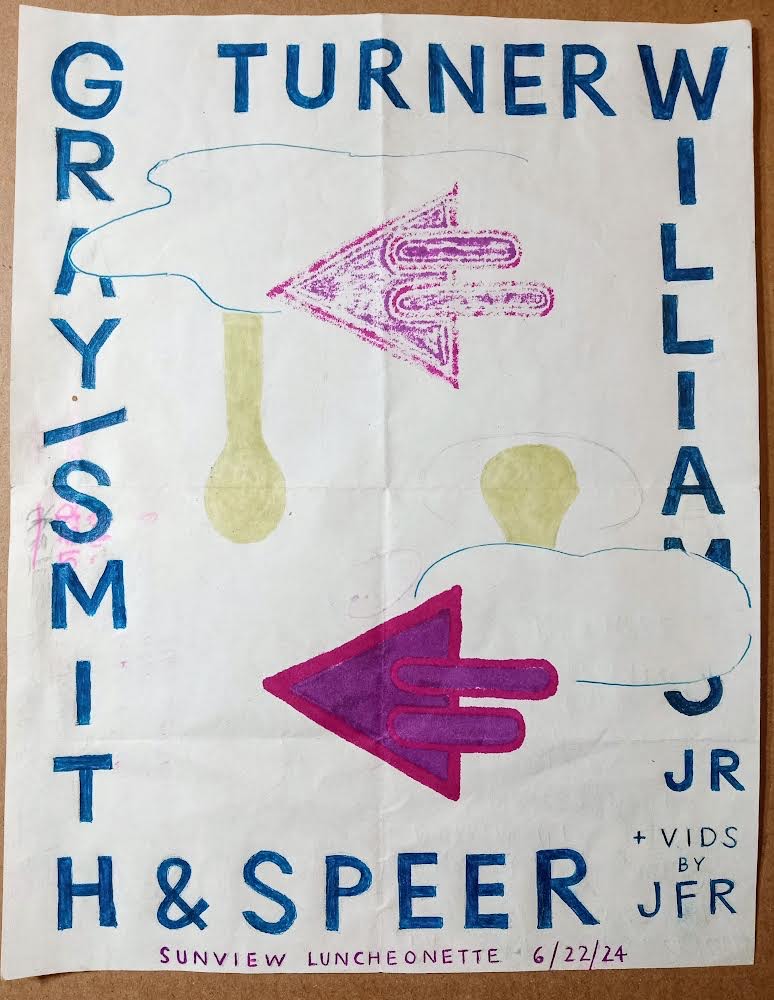 GRAY/SMITH & SPEER
TURNER WILLIAMS JR
+ VIDS
BY
JFR
SUNVIEW LUNCHEONETTE 6/22/24